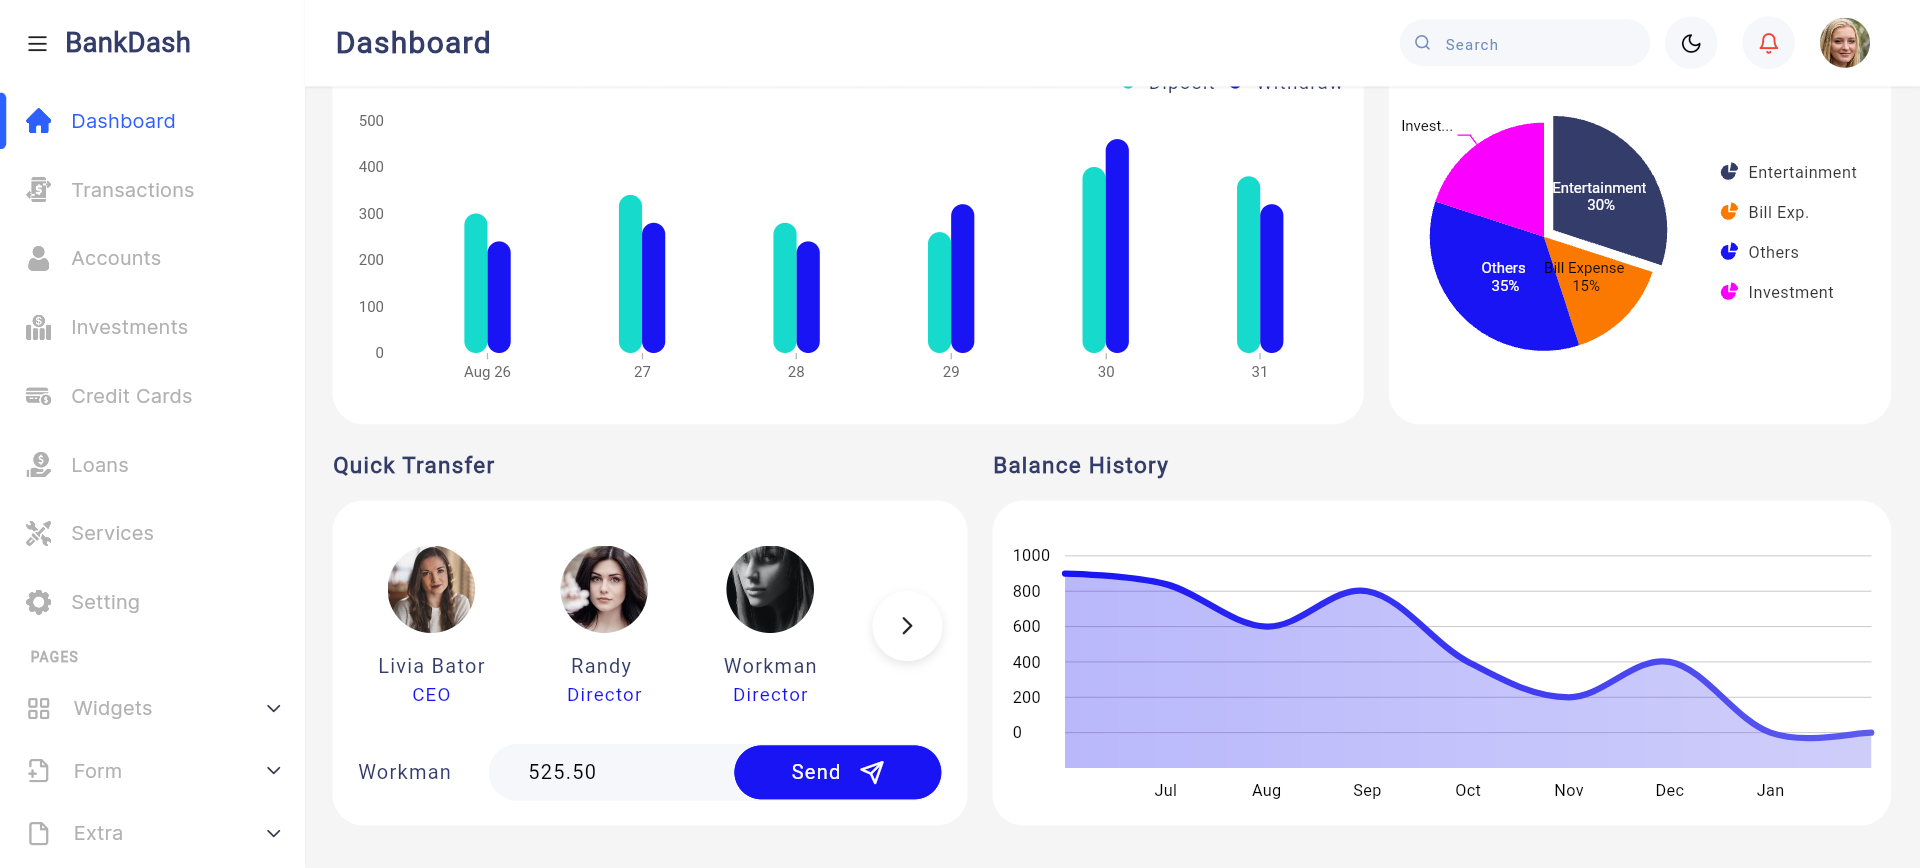 BankDash
Dashboard
Search
Dashboard
Transactions
Accounts
Investments
Credit Cards
Loans
Services
Setting
PAGES
Widgets
Form
Extra
Diposit Withdraw
500
400
300
200
100
0
Aug 26 27 28 29 30 31
Invest...
Entertainment
30%
Others
35%
Bill Expense
15%
Entertainment
Bill Exp.
Others
Investment
Quick Transfer
Livia Bator
CEO
Randy
Director
Workman
Director
Workman 525.50 Send
Balance History
1000
800
600
400
200
0
Jul Aug Sep Oct Nov Dec Jan